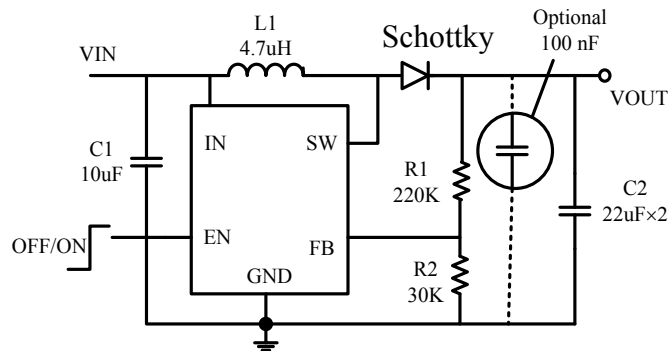 Optional
100 nF
L1
4.7uH
Schottky
VIN
VOUT
C1
10uF
IN
SW
R1
220K
C2
22uF×2
OFF/ON
EN
FB
GND
R2
30K